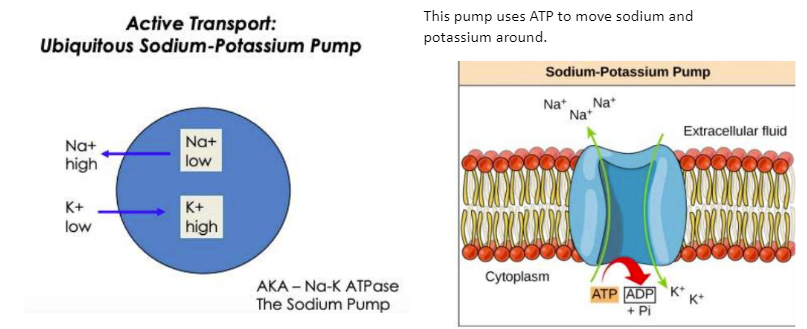 Active Transport:
Ubiquitous Sodium-Potassium Pump
Na+
high
Na+
low
K+
low
K+
high
AKA – Na-K ATPase
The Sodium Pump
This pump uses ATP to move sodium and
potassium around.
Sodium-Potassium Pump
Na⁺
Na⁺
Na⁺
Extracellular fluid
Cytoplasm
ATP
ADP
+ Pi
K⁺
K⁺